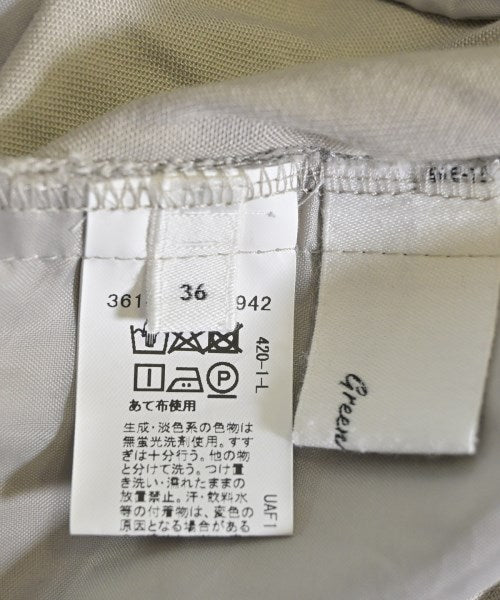 36
361
942
420-1-L
あて布使用
生成・淡色系の色物は
無蛍光洗剤使用。すす
ぎは十分行う。他の物
と分けて洗う。つけ置
き洗い・濡れたままの
放置禁止。汗・飲料水
等の付着物は、変色の
原因となる場合がある
UAF1
Green